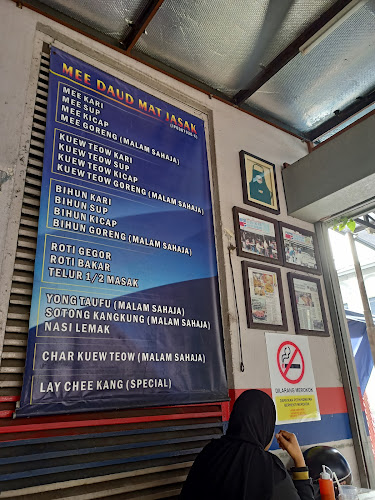 MEE DAUD MAT JASAK
MEE KARI
MEE SUP
MEE KICAP
MEE GORENG (MALAM SAHAJA)
KUEW TEOW KARI
KUEW TEOW SUP
KUEW TEOW KICAP
KUEW TEOW GORENG (MALAM SAHAJA)
BIHUN KARI
BIHUN SUP
BIHUN KICAP
BIHUN GORENG (MALAM SAHAJA)
ROTI GEGOR
ROTI BAKAR
TELUR 1/2 MASAK
YONG TAUFU (MALAM SAHAJA)
SOTONG KANGKUNG (MALAM SAHAJA)
NASI LEMAK
CHAR KUEW TEOW (MALAM SAHAJA)
LAY CHEE KANG (SPECIAL)
DILARANG MEROKOK